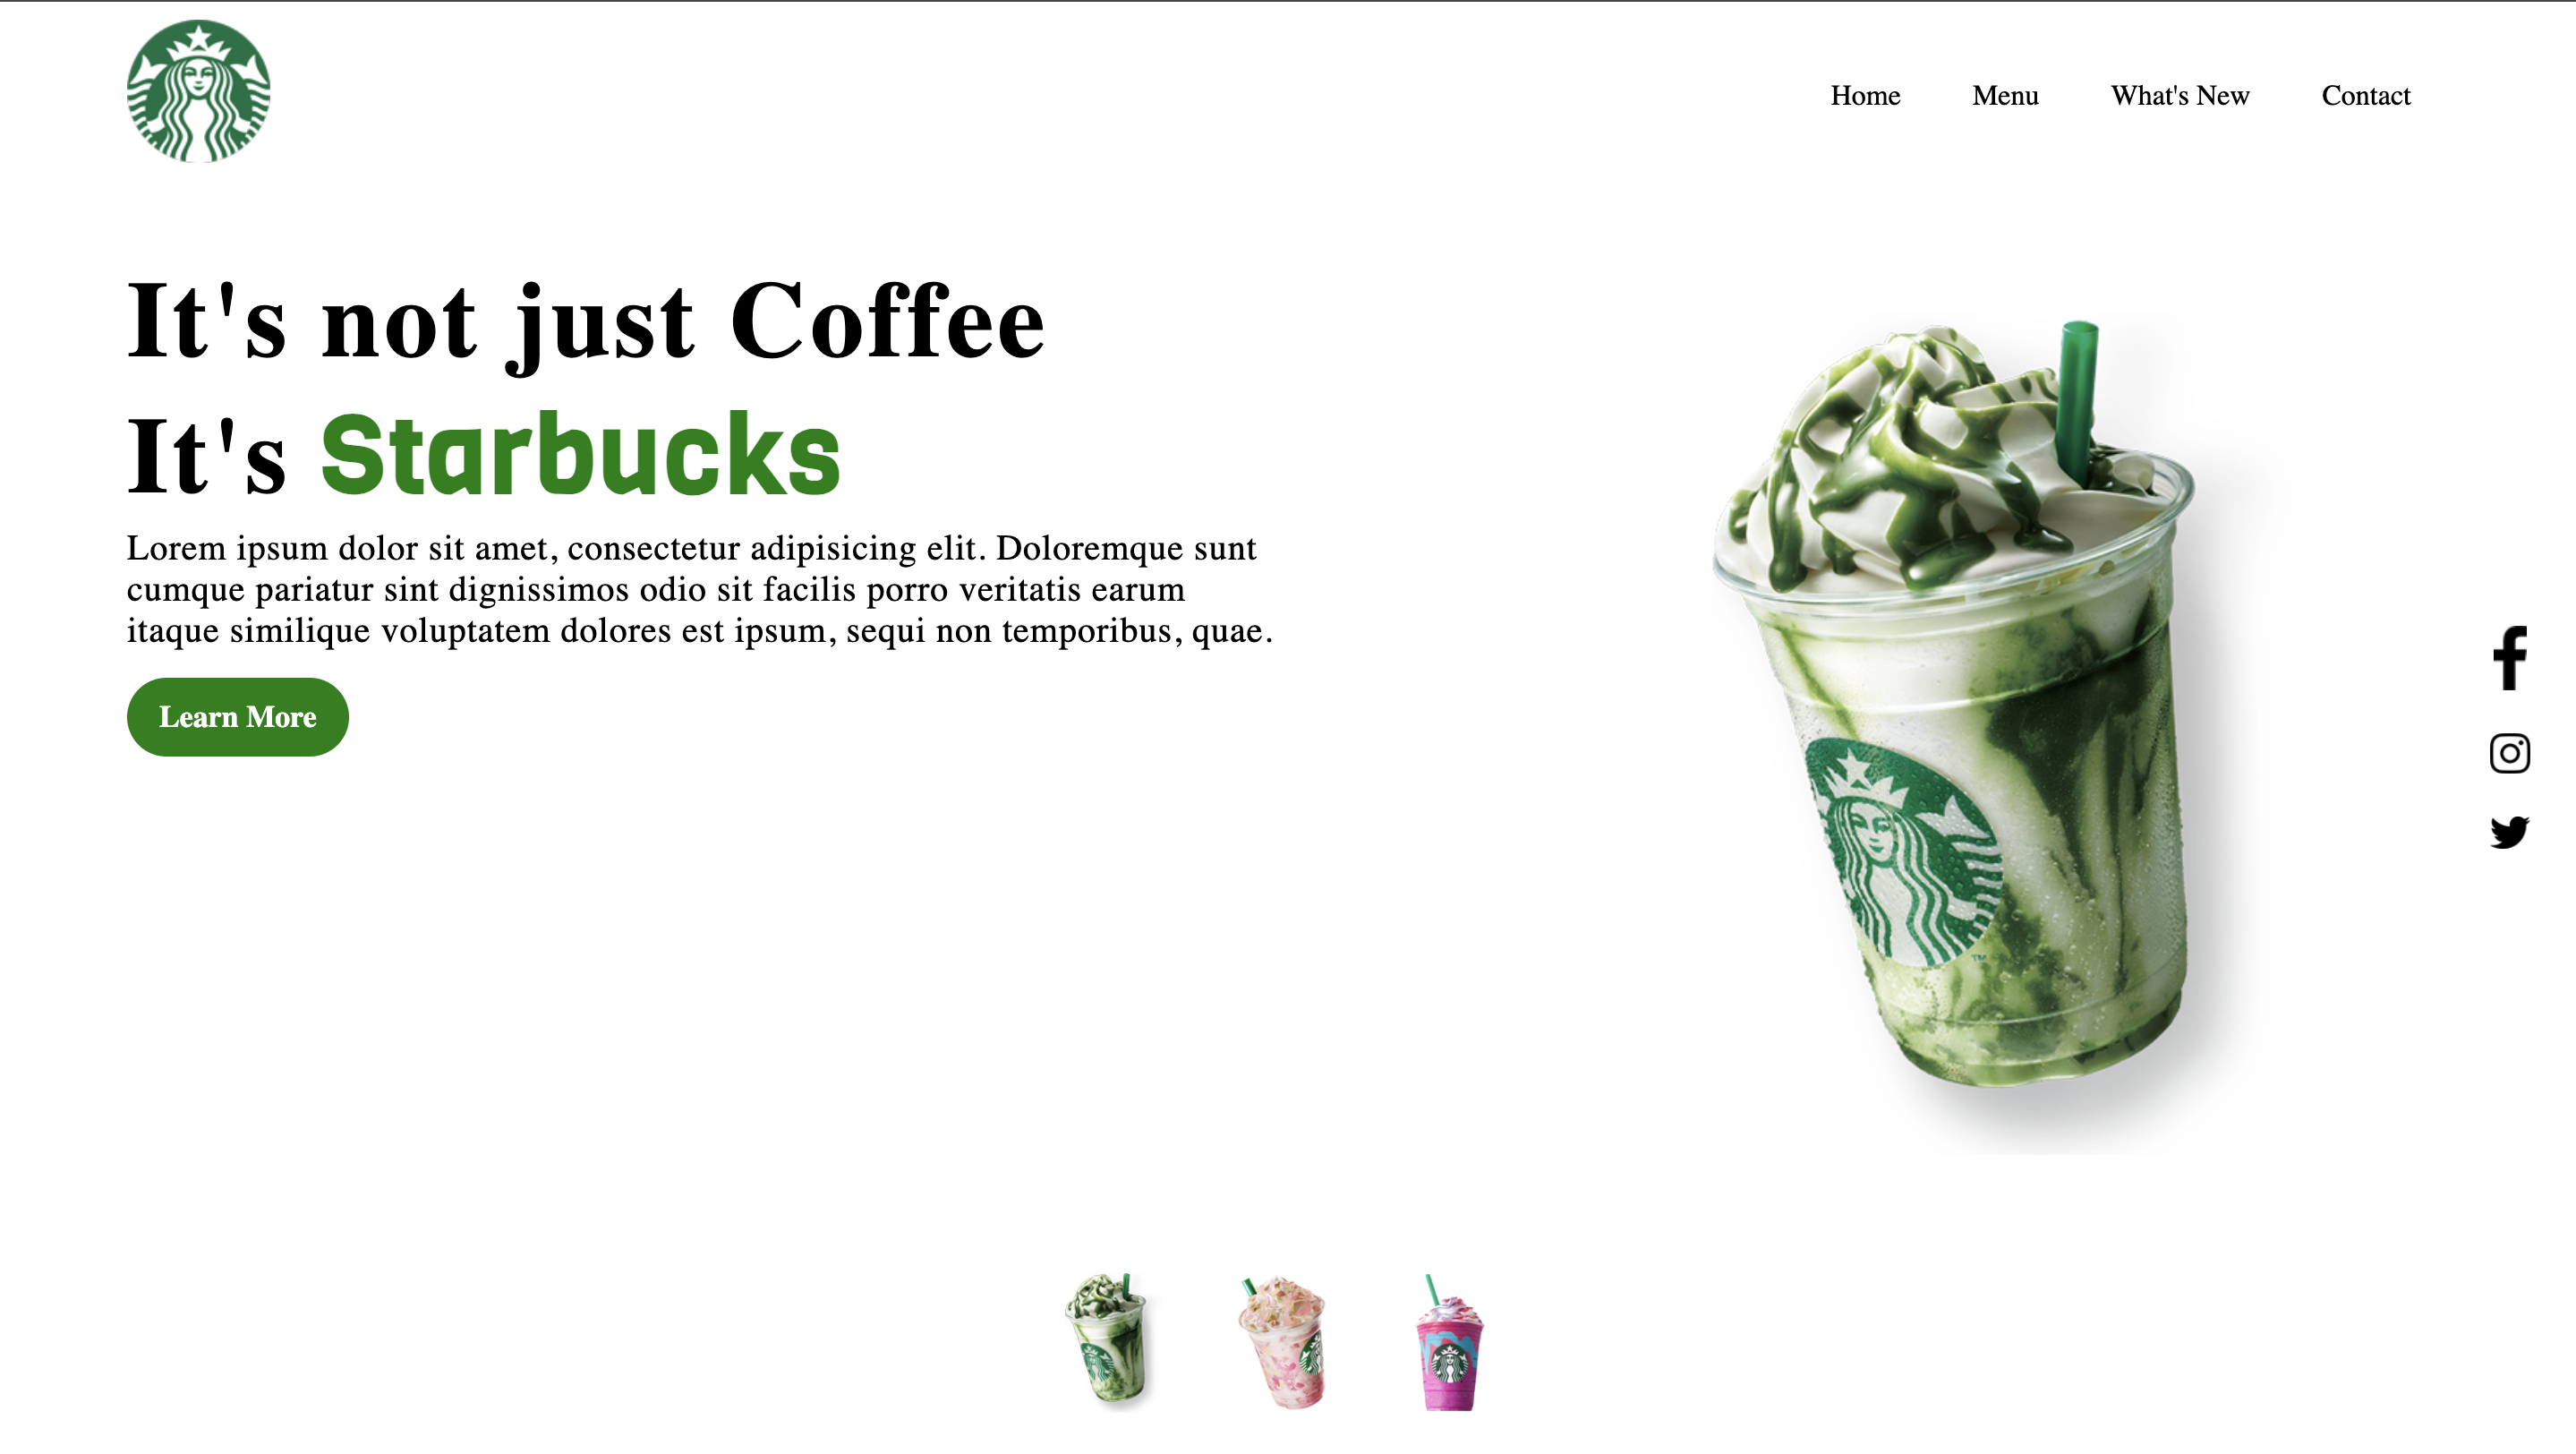 Home Menu What's New Contact
It's not just Coffee
It's Starbucks
Lorem ipsum dolor sit amet, consectetur adipisicing elit. Doloremque sunt
cumque pariatur sint dignissimos odio sit facilis porro veritatis earum
itaque similique voluptatem dolores est ipsum, sequi non temporibus, quae.
Learn More
TM